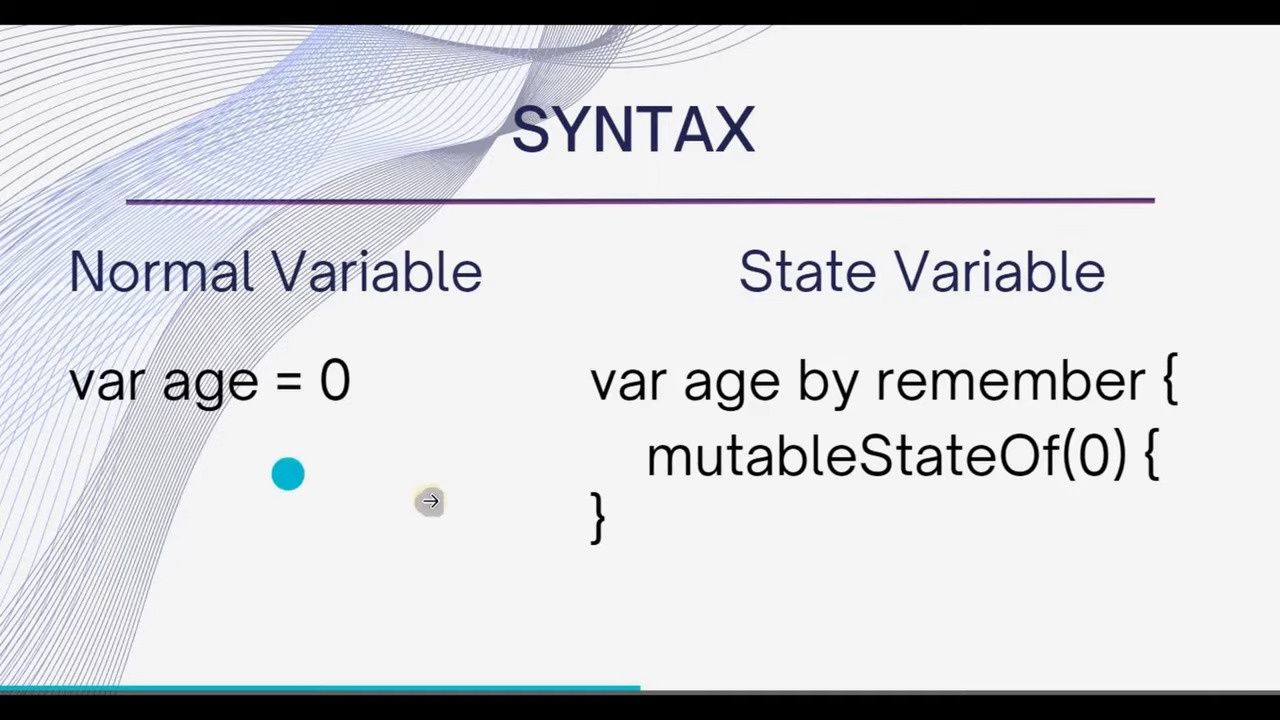 SYNTAX
Normal Variable
var age = 0
State Variable
var age by remember {
mutableStateOf(0) {
}